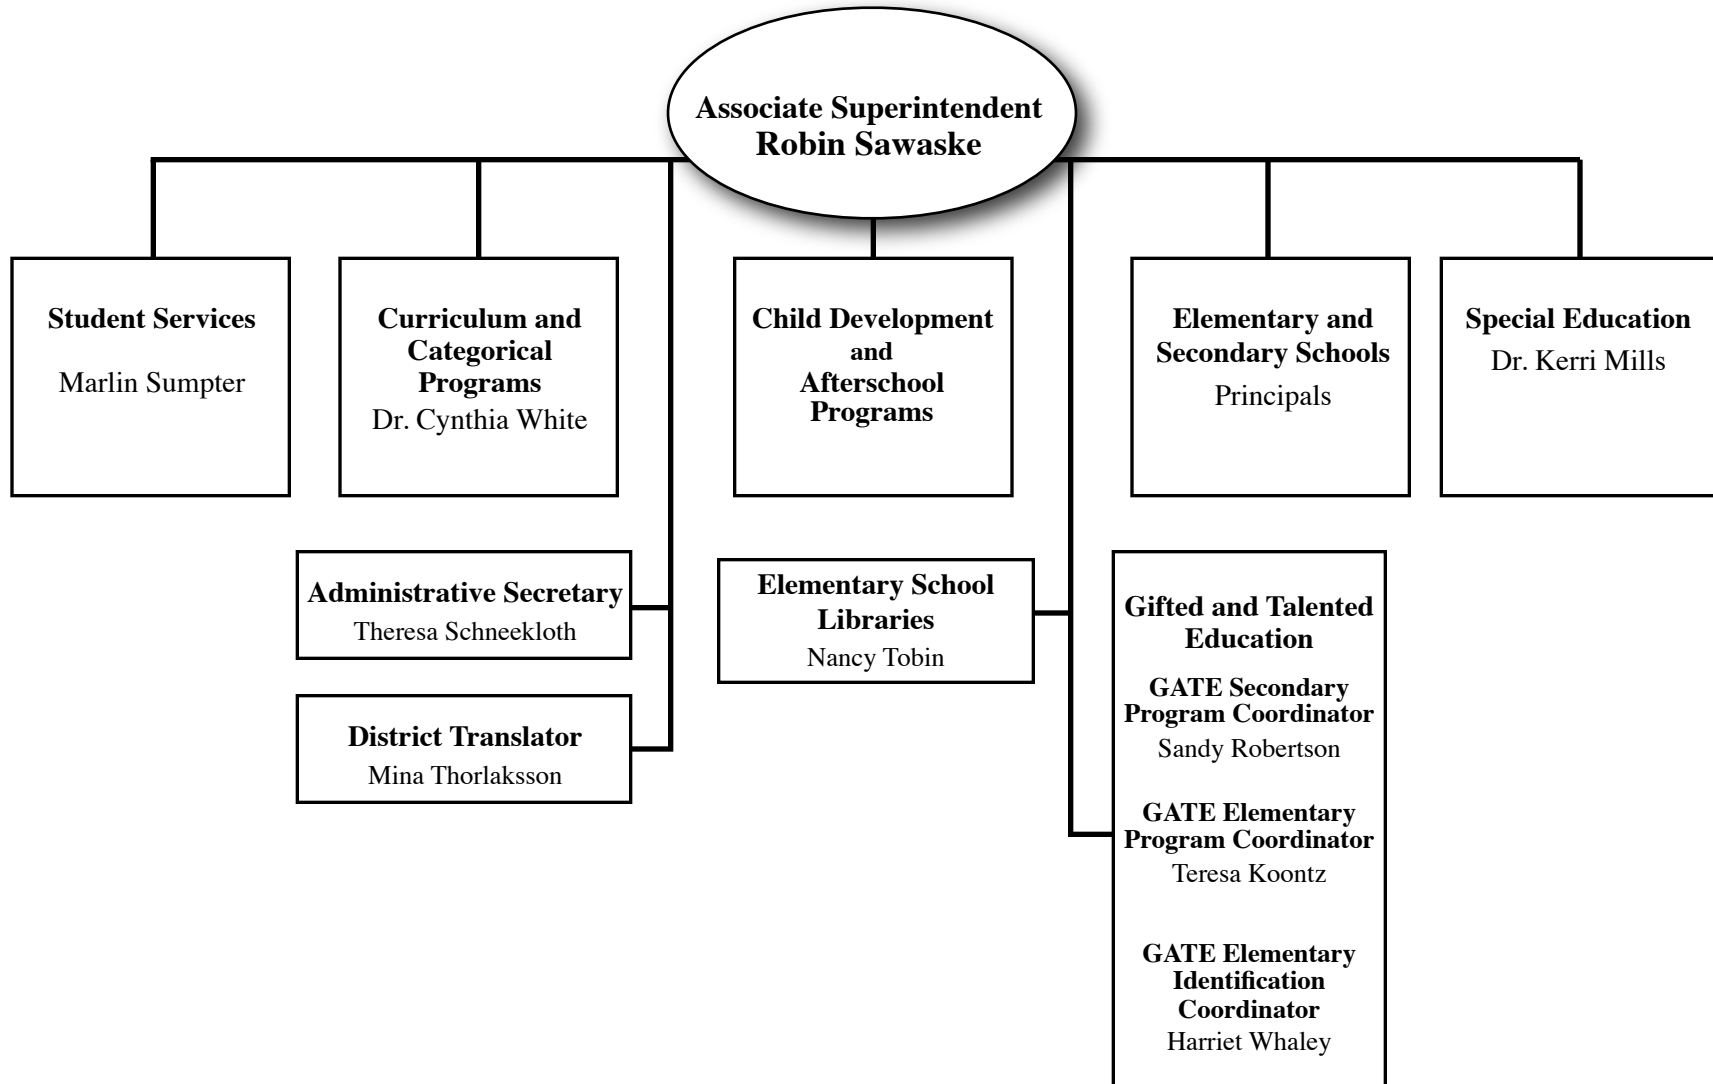 Associate Superintendent
Robin Sawaske
Student Services
Marlin Sumpter
Curriculum and
Categorical
Programs
Dr. Cynthia White
Child Development
and
Afterschool
Programs
Elementary and
Secondary Schools
Principals
Special Education
Dr. Kerri Mills
Administrative Secretary
Theresa Schneekloth
District Translator
Mina Thorlaksson
Elementary School
Libraries
Nancy Tobin
Gifted and Talented
Education
GATE Secondary
Program Coordinator
Sandy Robertson
GATE Elementary
Program Coordinator
Teresa Koontz
GATE Elementary
Identification
Coordinator
Harriet Whaley